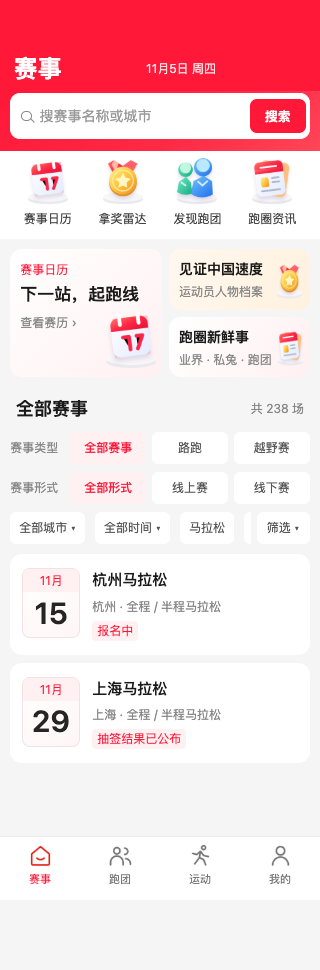 赛事
11月5日 周四
搜赛事名称或城市
搜索
赛事日历
拿奖雷达
发现跑团
跑圈资讯
赛事日历
下一站，起跑线
查看赛历 ›
17
见证中国速度
运动员人物档案
跑圈新鲜事
业界 · 私兔 · 跑团
全部赛事
共 238 场
赛事类型
全部赛事
路跑
越野赛
赛事形式
全部形式
线上赛
线下赛
全部城市 ▾
全部时间 ▾
马拉松
筛选 ▾
11月
15
杭州马拉松
杭州 · 全程 / 半程马拉松
报名中
11月
29
上海马拉松
上海 · 全程 / 半程马拉松
抽签结果已公布
赛事
跑团
运动
我的